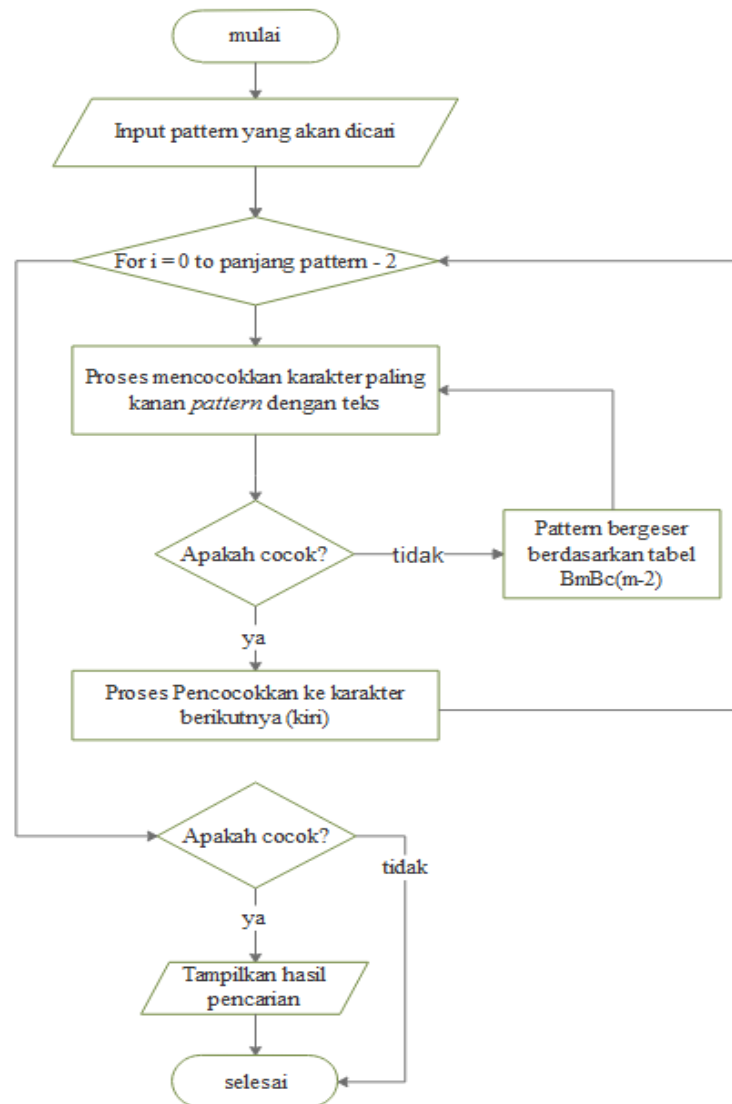 mulai
Input pattern yang akan dicari
For i = 0 to panjang pattern - 2
Proses mencocokkan karakter paling
kanan pattern dengan teks
Apakah cocok?
tidak
Pattern bergeser
berdasarkan tabel
BmBc(m-2)
ya
Proses Pencocokkan ke karakter
berikutnya (kiri)
Apakah cocok?
tidak
ya
Tampilkan hasil
pencarian
selesai